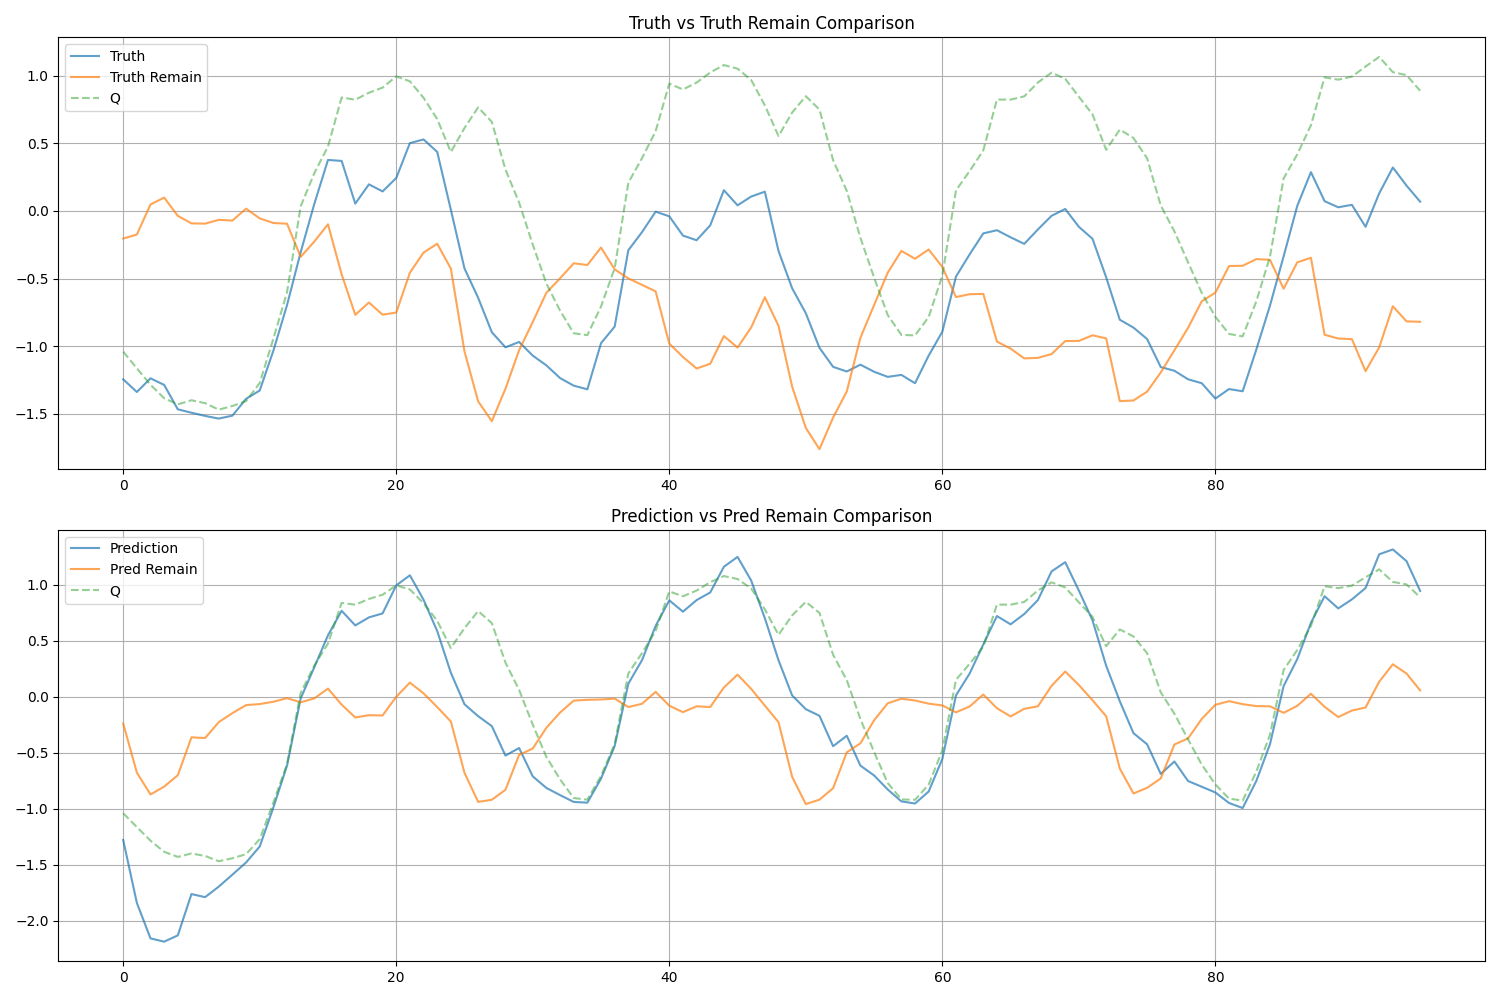 Truth vs Truth Remain Comparison
Truth
Truth Remain
Q
1.0
0.5
0.0
−0.5
−1.0
−1.5
0 20 40 60 80
Prediction vs Pred Remain Comparison
Prediction
Pred Remain
Q
1.0
0.5
0.0
−0.5
−1.0
−1.5
−2.0
0 20 40 60 80